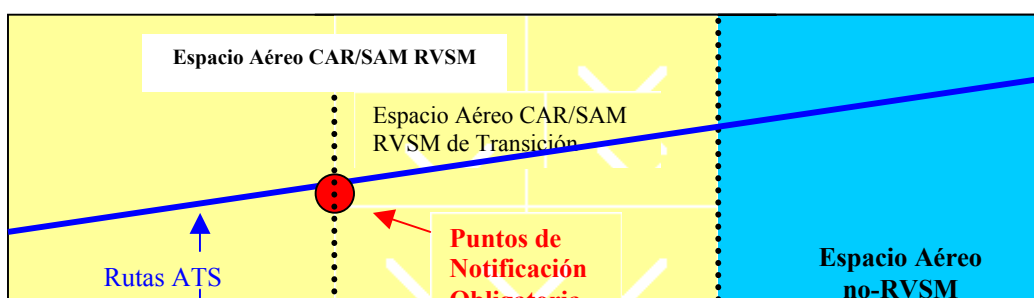 Espacio Aéreo CAR/SAM RVSM
Espacio Aéreo CAR/SAM
RVSM de Transición
Puntos de
Notificación
Obligatoria
Rutas ATS
Espacio Aéreo
no-RVSM